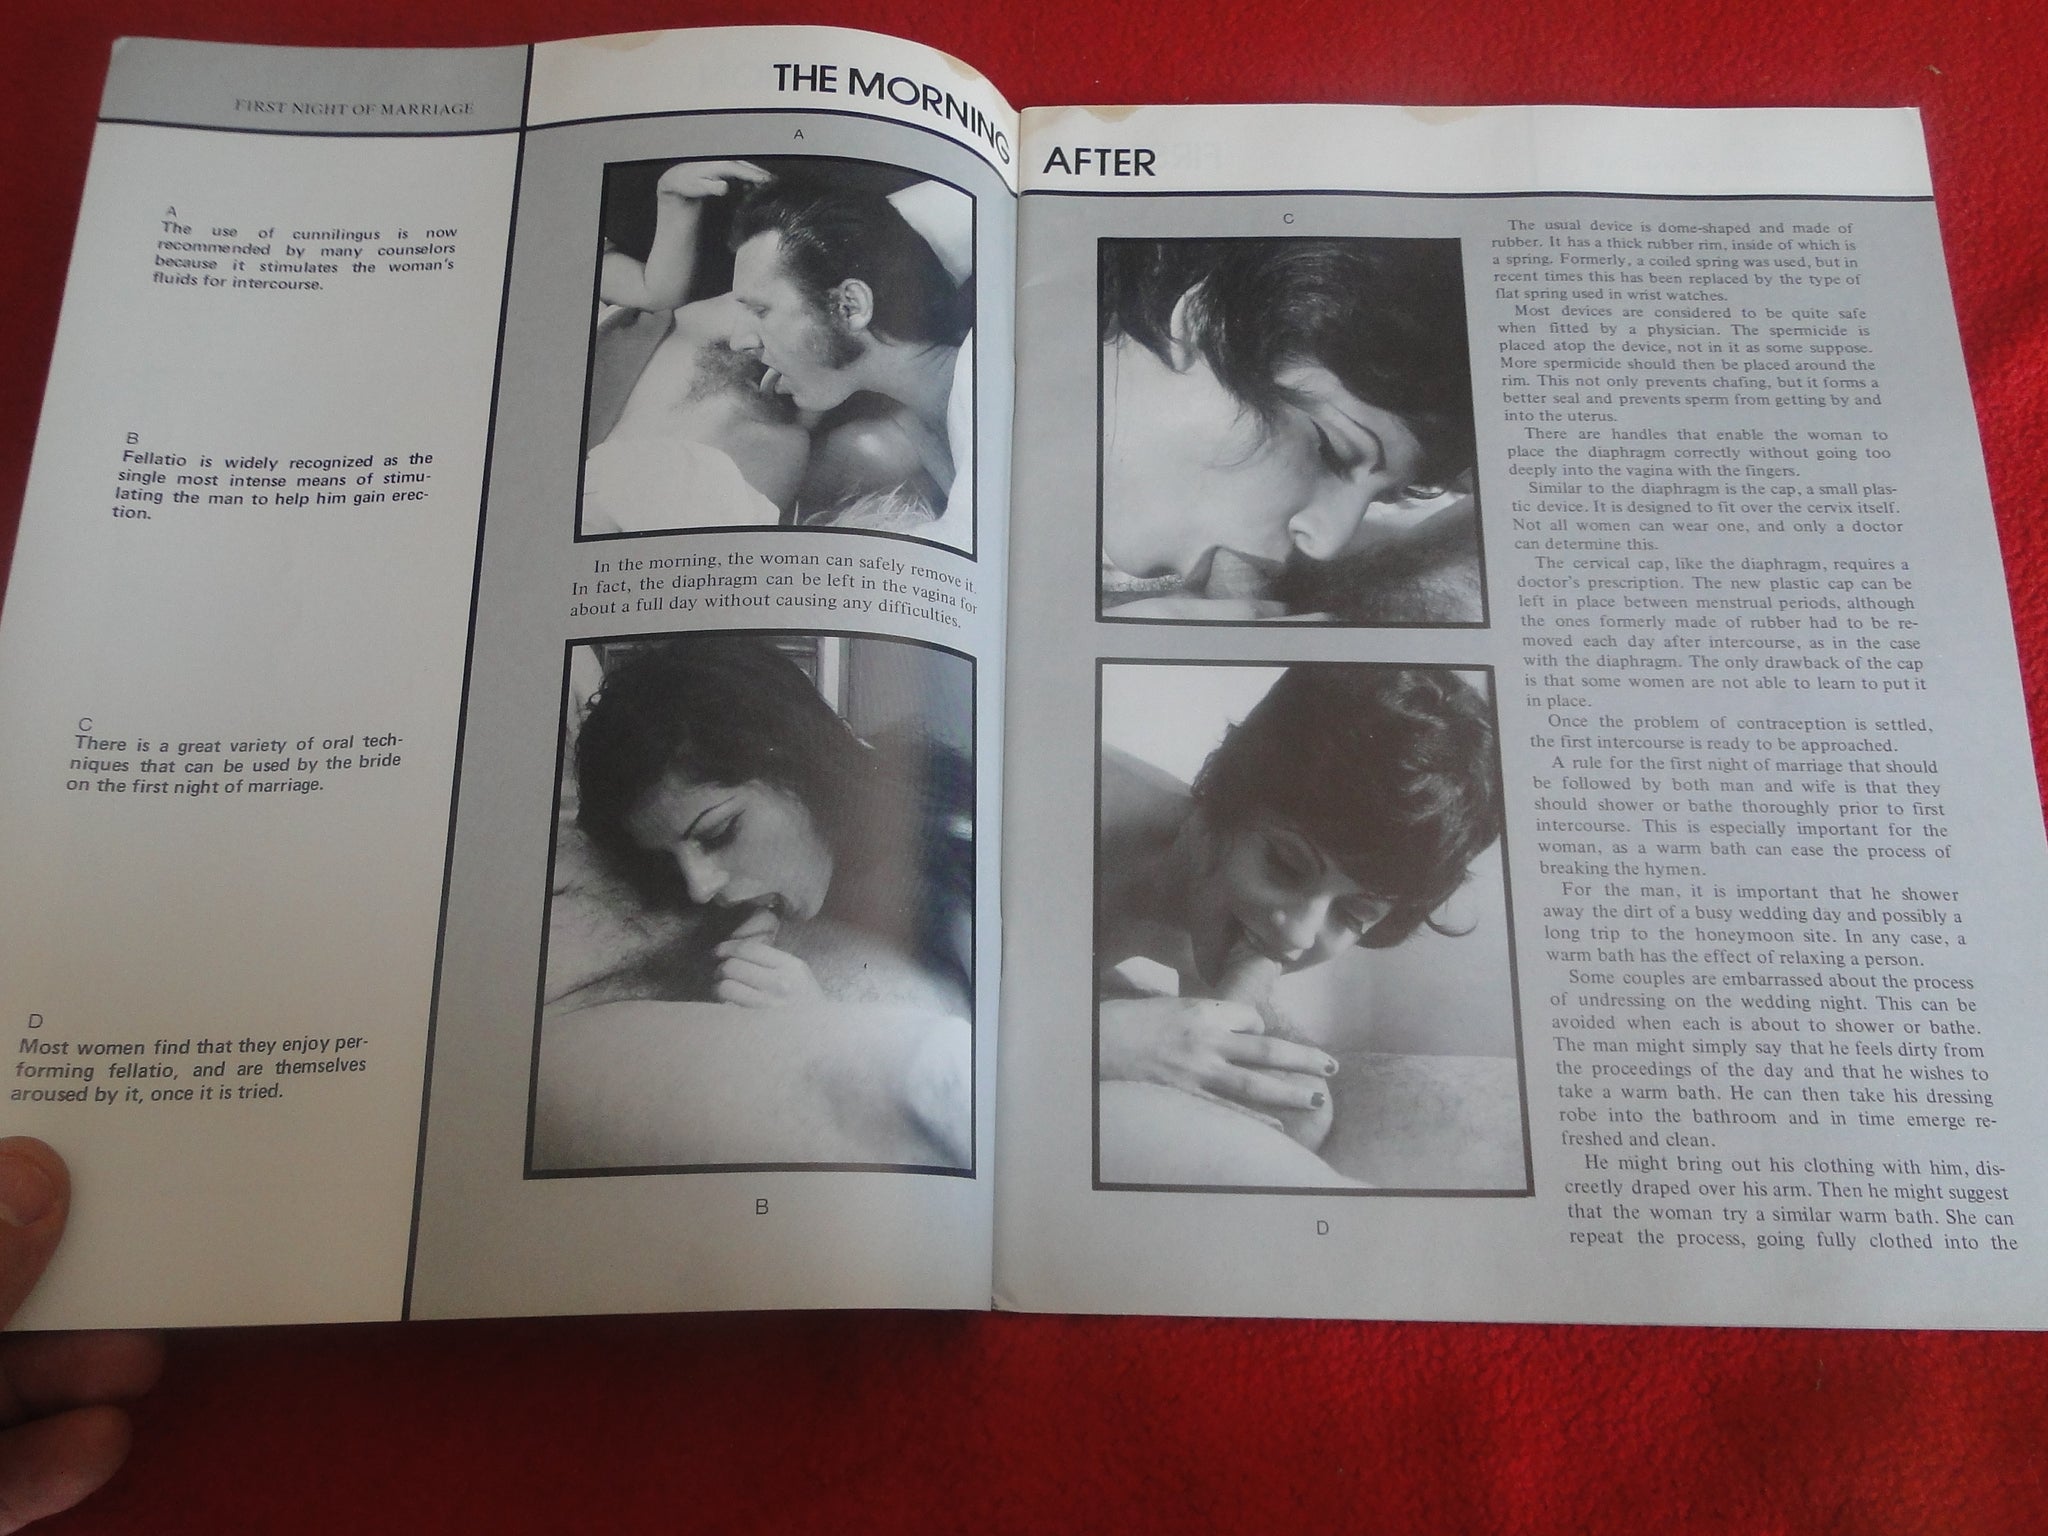 FIRST NIGHT OF MARRIAGE
A
The use of cunnilingus is now
recommended by many counselors
because it stimulates the woman's
fluids for intercourse.
B
Fellatio is widely recognized as the
single most intense means of stimu-
lating the man to help him gain erec-
tion.
C
There is a great variety of oral tech-
niques that can be used by the bride
on the first night of marriage.
D
Most women find that they enjoy per-
forming fellatio, and are themselves
aroused by it, once it is tried.
THE MORNING
A
In the morning, the woman can safely remove it.
In fact, the diaphragm can be left in the vagina for
about a full day without causing any difficulties.
B
AFTER
C
D
The usual device is dome-shaped and made of
rubber. It has a thick rubber rim, inside of which is
a spring. Formerly, a coiled spring was used, but in
recent times this has been replaced by the type of
flat spring used in wrist watches.
Most devices are considered to be quite safe
when fitted by a physician. The spermicide is
placed atop the device, not in it as some suppose.
More spermicide should then be placed around the
rim. This not only prevents chafing, but it forms a
better seal and prevents sperm from getting by and
into the uterus.
There are handles that enable the woman to
place the diaphragm correctly without going too
deeply into the vagina with the fingers.
Similar to the diaphragm is the cap, a small plas-
tic device. It is designed to fit over the cervix itself.
Not all women can wear one, and only a doctor
can determine this.
The cervical cap, like the diaphragm, requires a
doctor's prescription. The new plastic cap can be
left in place between menstrual periods, although
the ones formerly made of rubber had to be re-
moved each day after intercourse, as in the case
with the diaphragm. The only drawback of the cap
is that some women are not able to learn to put it
in place.
Once the problem of contraception is settled,
the first intercourse is ready to be approached.
A rule for the first night of marriage that should
be followed by both man and wife is that they
should shower or bathe thoroughly prior to first
intercourse. This is especially important for the
woman, as a warm bath can ease the process of
breaking the hymen.
For the man, it is important that he shower
away the dirt of a busy wedding day and possibly a
long trip to the honeymoon site. In any case, a
warm bath has the effect of relaxing a person.
Some couples are embarrassed about the process
of undressing on the wedding night. This can be
avoided when each is about to shower or bathe.
The man might simply say that he feels dirty from
the proceedings of the day and that he wishes to
take a warm bath. He can then take his dressing
robe into the bathroom and in time emerge re-
freshed and clean.
He might bring out his clothing with him, dis-
creetly draped over his arm. Then he might suggest
that the woman try a similar warm bath. She can
repeat the process, going fully clothed into the